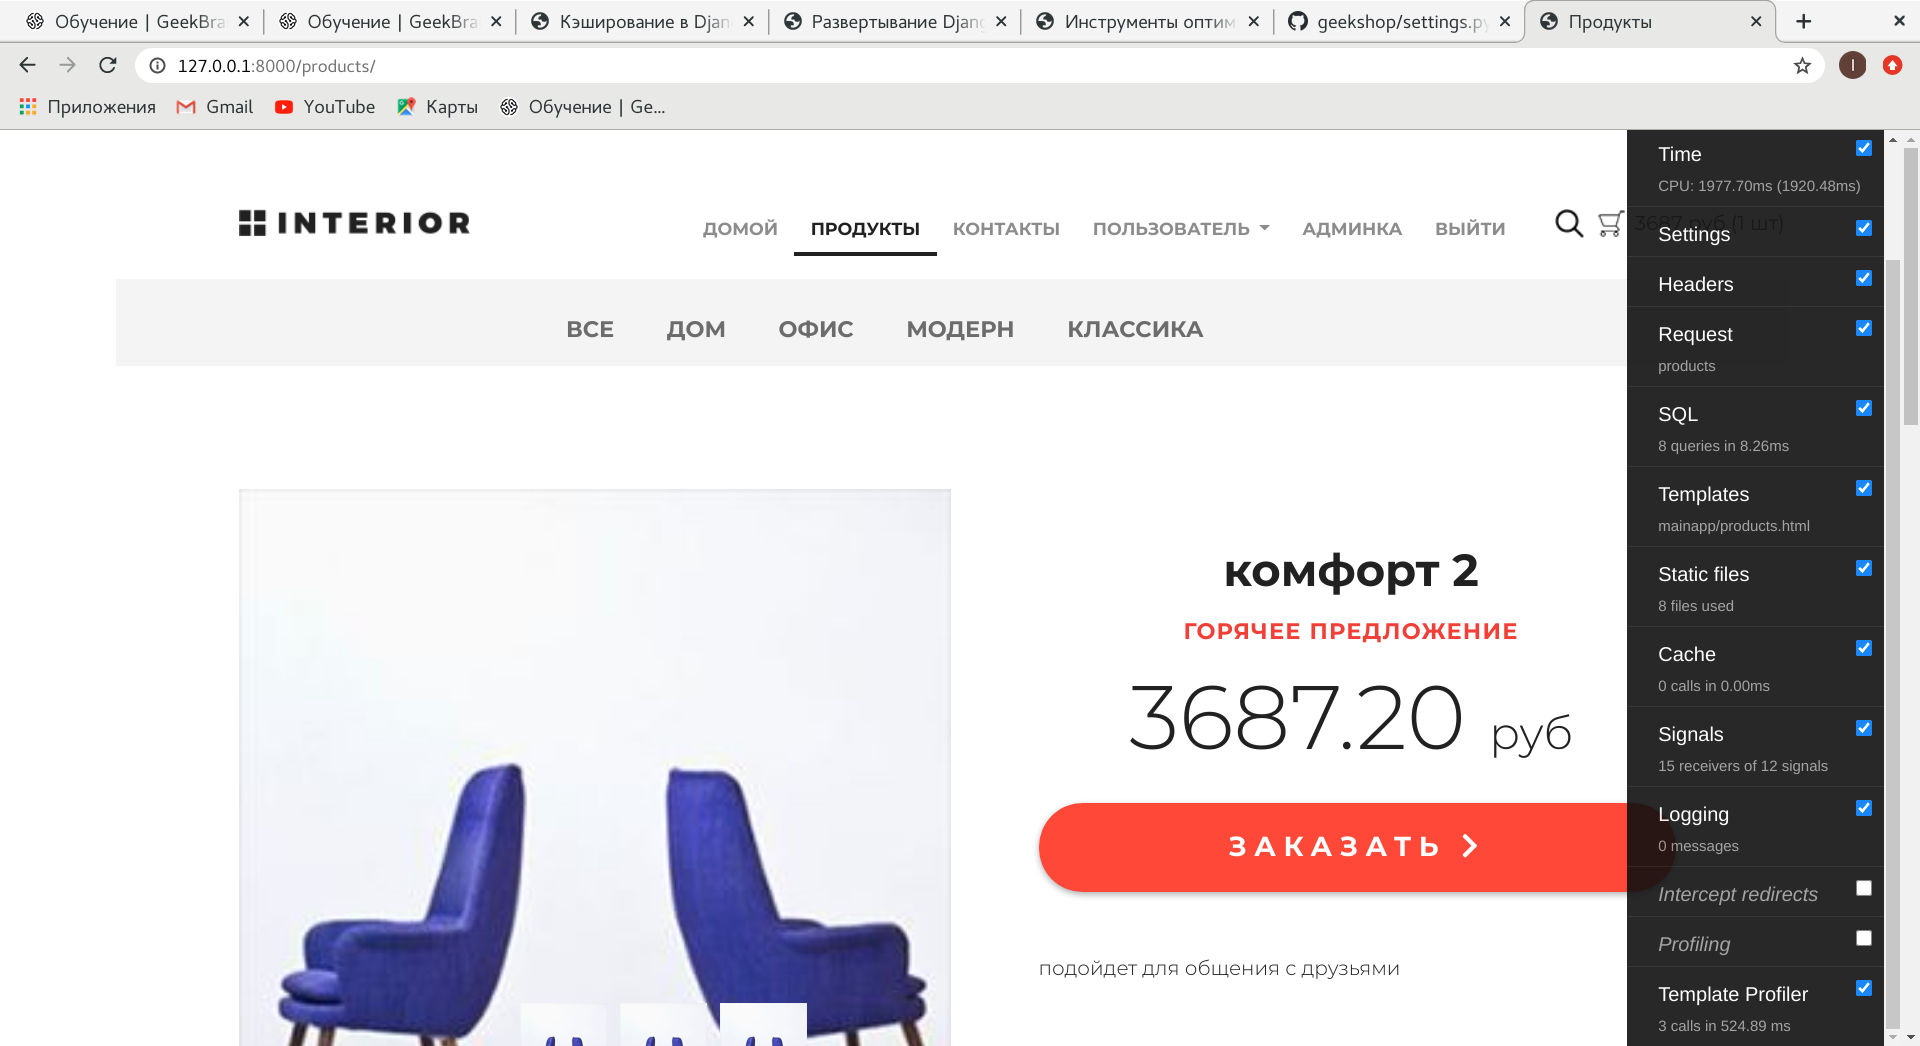 Обучение | GeekBra
Обучение | GeekBra
Кэширование в Djan
Развертывание Djang
Инструменты оптим
geekshop/settings.py
Продукты
127.0.0.1:8000/products/
I
Приложения
Gmail
YouTube
Карты
Обучение | Ge...
INTERIOR
ДОМОЙ
ПРОДУКТЫ
КОНТАКТЫ
ПОЛЬЗОВАТЕЛЬ
АДМИНКА
ВЫЙТИ
3687 руб (1 шт)
ВСЕ
ДОМ
ОФИС
МОДЕРН
КЛАССИКА
комфорт 2
ГОРЯЧЕЕ ПРЕДЛОЖЕНИЕ
3687.20 руб
ЗАКАЗАТЬ
подойдет для общения с друзьями
Time
CPU: 1977.70ms (1920.48ms)
Settings
Headers
Request
products
SQL
8 queries in 8.26ms
Templates
mainapp/products.html
Static files
8 files used
Cache
0 calls in 0.00ms
Signals
15 receivers of 12 signals
Logging
0 messages
Intercept redirects
Profiling
Template Profiler
3 calls in 524.89 ms